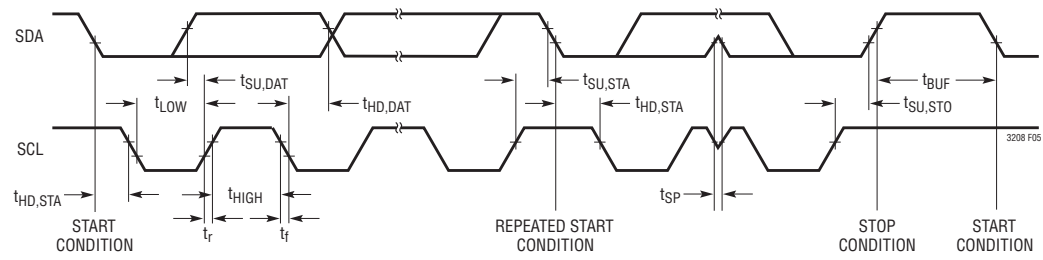 SDA
tSU,DAT
tSU,STA
tBUF
tLOW
tHD,DAT
tHD,STA
tSU,STO
SCL
3208 F05
tHD,STA
tHIGH
tSP
tr
tf
START
CONDITION
REPEATED START
CONDITION
STOP
CONDITION
START
CONDITION